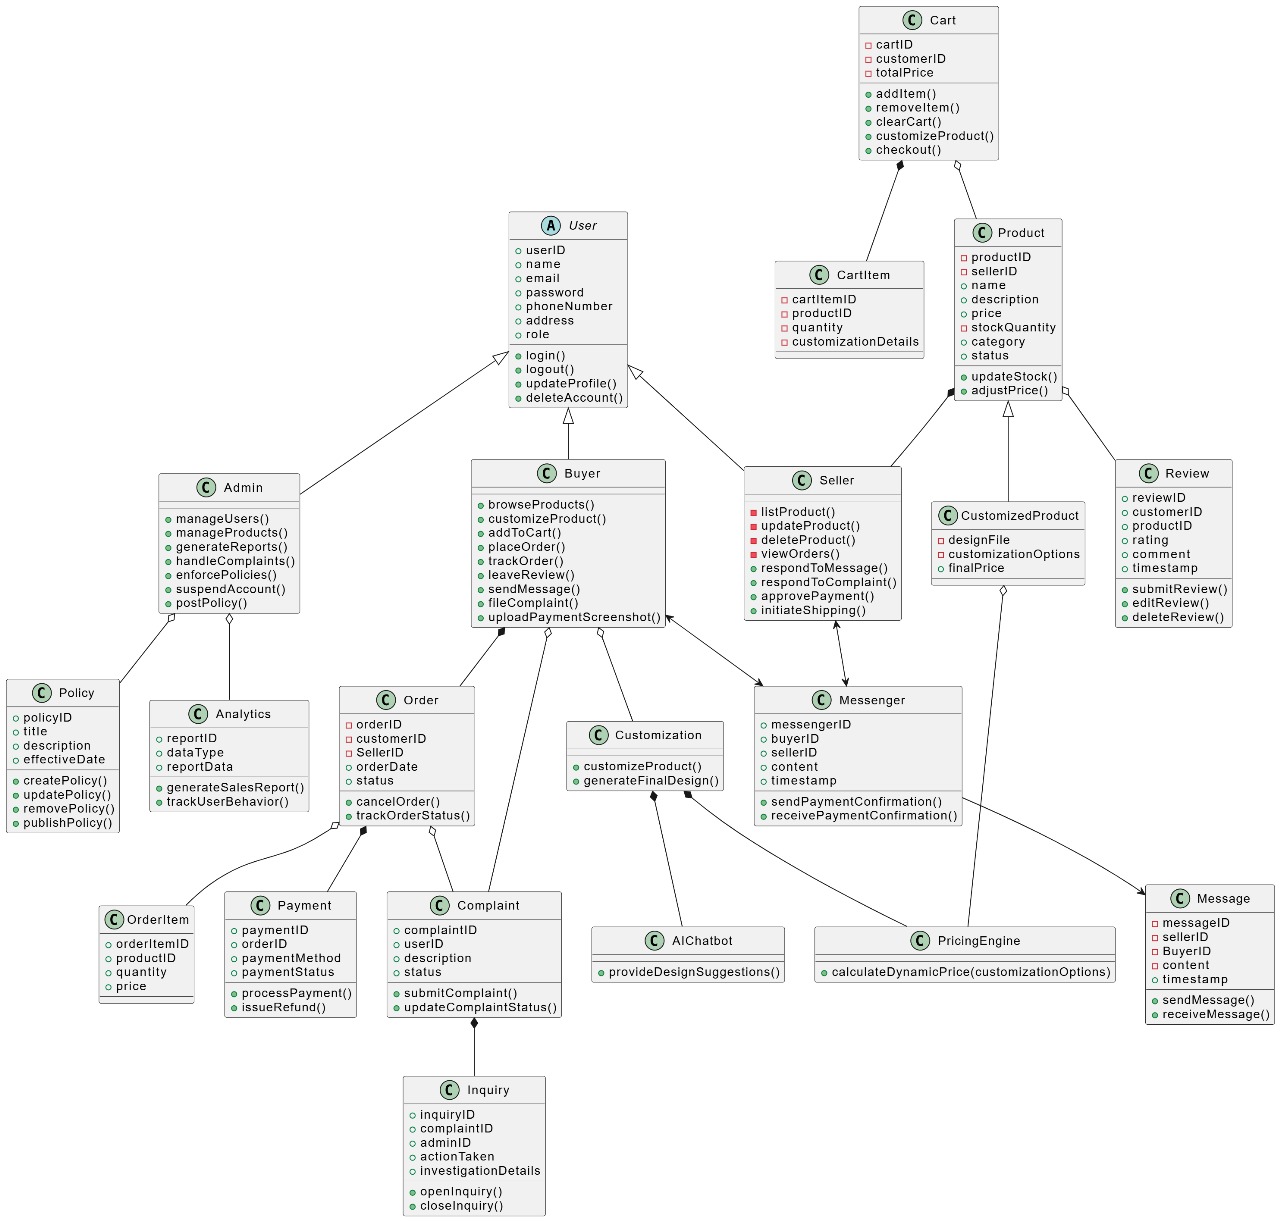 C Cart
cartID
customerID
totalPrice
addItem()
removeItem()
clearCart()
customizeProduct()
checkout()
A User
userID
name
email
password
phoneNumber
address
role
login()
logout()
updateProfile()
deleteAccount()
C CartItem
cartItemID
productID
quantity
customizationDetails
C Product
productID
sellerID
name
description
price
stockQuantity
category
status
updateStock()
adjustPrice()
C Admin
manageUsers()
manageProducts()
generateReports()
handleComplaints()
enforcePolicies()
suspendAccount()
postPolicy()
C Buyer
browseProducts()
customizeProduct()
addToCart()
placeOrder()
trackOrder()
leaveReview()
sendMessage()
fileComplaint()
uploadPaymentScreenshot()
C Seller
listProduct()
updateProduct()
deleteProduct()
viewOrders()
respondToMessage()
respondToComplaint()
approvePayment()
initiateShipping()
C CustomizedProduct
designFile
customizationOptions
finalPrice
C Review
reviewID
customerID
productID
rating
comment
timestamp
submitReview()
editReview()
deleteReview()
C Policy
policyID
title
description
effectiveDate
createPolicy()
updatePolicy()
removePolicy()
publishPolicy()
C Analytics
reportID
dataType
reportData
generateSalesReport()
trackUserBehavior()
C Order
orderID
customerID
SellerID
orderDate
status
cancelOrder()
trackOrderStatus()
C Customization
customizeProduct()
generateFinalDesign()
C Messenger
messengerID
buyerID
sellerID
content
timestamp
sendPaymentConfirmation()
receivePaymentConfirmation()
C OrderItem
orderItemID
productID
quantity
price
C Payment
paymentID
orderID
paymentMethod
paymentStatus
processPayment()
issueRefund()
C Complaint
complaintID
userID
description
status
submitComplaint()
updateComplaintStatus()
C AIChatbot
provideDesignSuggestions()
C PricingEngine
calculateDynamicPrice(customizationOptions)
C Message
messageID
sellerID
BuyerID
content
timestamp
sendMessage()
receiveMessage()
C Inquiry
inquiryID
complaintID
adminID
actionTaken
investigationDetails
openInquiry()
closeInquiry()